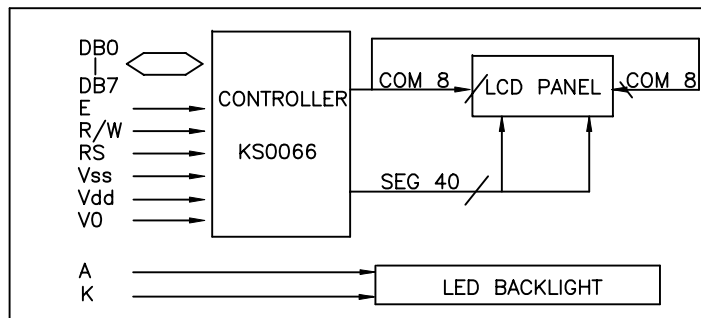 DB0
DB7
E
R/W
RS
Vss
Vdd
V0
CONTROLLER
KS0066
COM 8
LCD PANEL
COM 8
SEG 40
A
K
LED BACKLIGHT